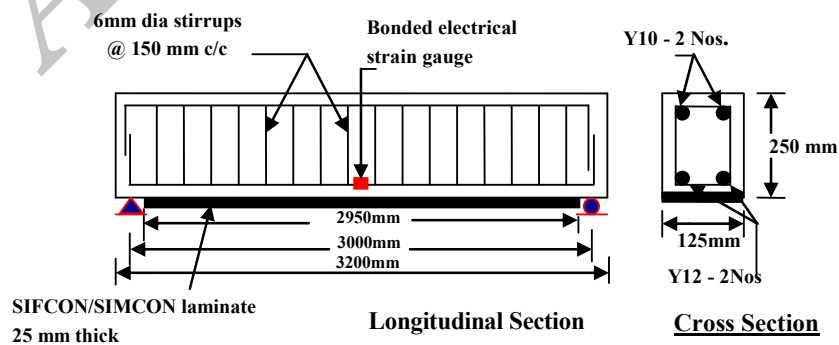 6mm dia stirrups
@ 150 mm c/c
Bonded electrical
strain gauge
Y10 - 2 Nos.
250 mm
2950mm
3000mm
3200mm
125mm
Y12 - 2Nos
SIFCON/SIMCON laminate
25 mm thick
Longitudinal Section
Cross Section